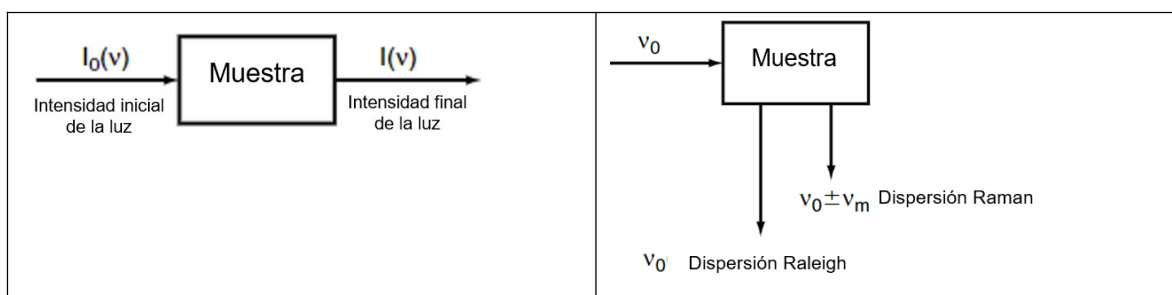 I₀(ν)
Muestra
I(ν)
Intensidad inicial
de la luz
Intensidad final
de la luz
ν₀
Muestra
ν₀±νₘ Dispersión Raman
ν₀ Dispersión Raleigh